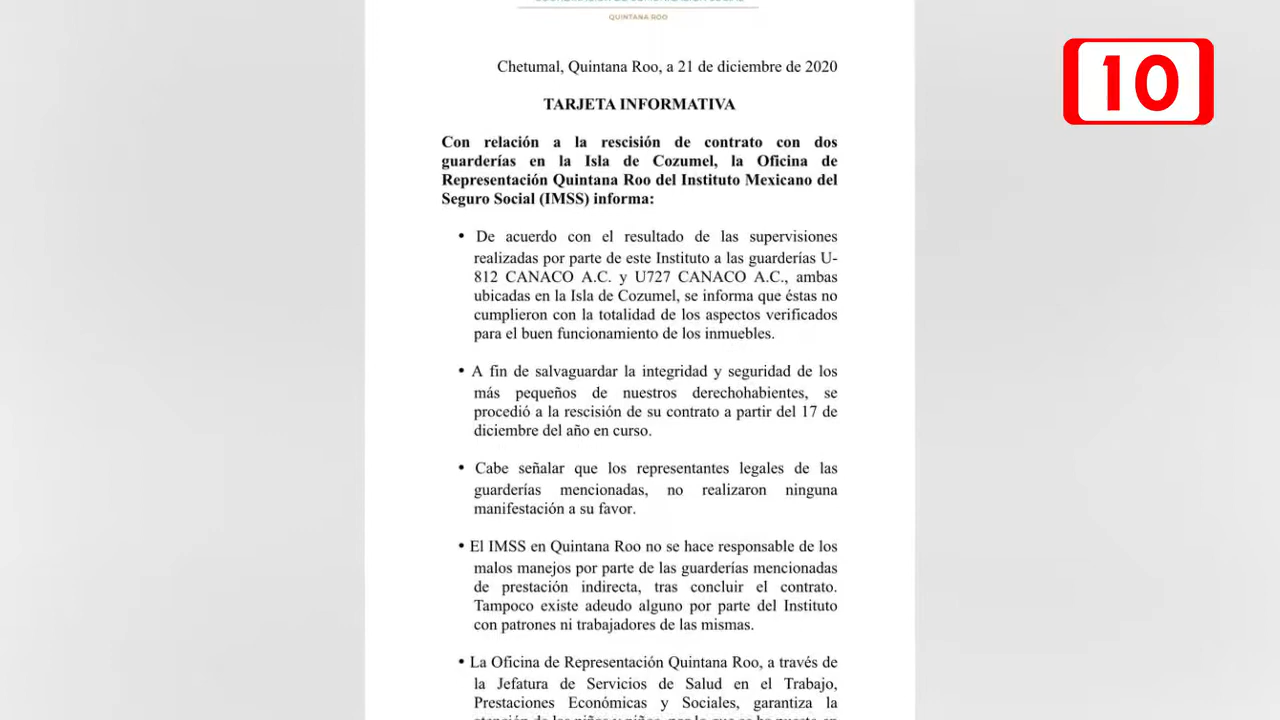 QUINTANA ROO
10
Chetumal, Quintana Roo, a 21 de diciembre de 2020
TARJETA INFORMATIVA
Con relación a la rescisión de contrato con dos
guarderías en la Isla de Cozumel, la Oficina de
Representación Quintana Roo del Instituto Mexicano del
Seguro Social (IMSS) informa:
• De acuerdo con el resultado de las supervisiones
realizadas por parte de este Instituto a las guarderías U-
812 CANACO A.C. y U727 CANACO A.C., ambas
ubicadas en la Isla de Cozumel, se informa que éstas no
cumplieron con la totalidad de los aspectos verificados
para el buen funcionamiento de los inmuebles.
• A fin de salvaguardar la integridad y seguridad de los
más pequeños de nuestros derechohabientes, se
procedió a la rescisión de su contrato a partir del 17 de
diciembre del año en curso.
• Cabe señalar que los representantes legales de las
guarderías mencionadas, no realizaron ninguna
manifestación a su favor.
• El IMSS en Quintana Roo no se hace responsable de los
malos manejos por parte de las guarderías mencionadas
de prestación indirecta, tras concluir el contrato.
Tampoco existe adeudo alguno por parte del Instituto
con patrones ni trabajadores de las mismas.
• La Oficina de Representación Quintana Roo, a través de
la Jefatura de Servicios de Salud en el Trabajo,
Prestaciones Económicas y Sociales, garantiza la